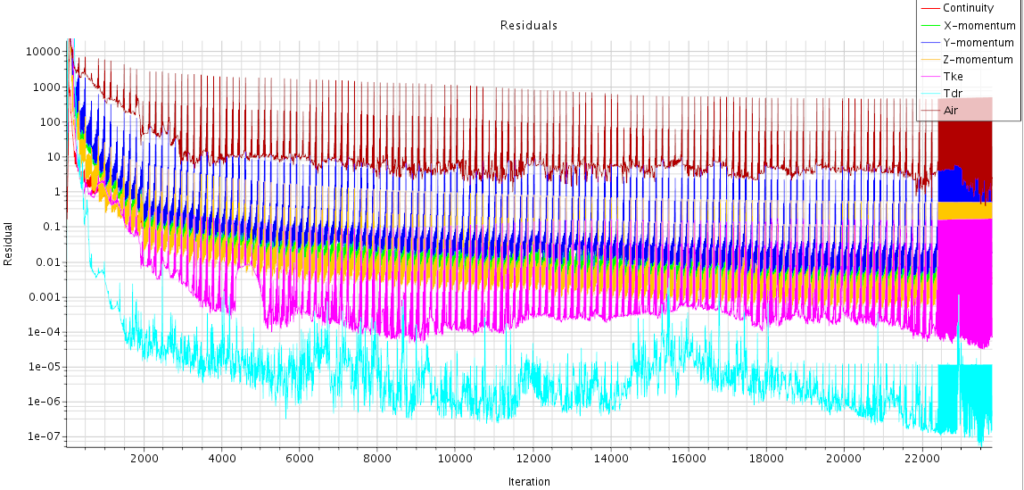 Residuals
Continuity
X-momentum
Y-momentum
Z-momentum
Tke
Tdr
Air
10000
1000
100
10
1
0.1
0.01
0.001
1e-04
1e-05
1e-06
1e-07
Residual
2000 4000 6000 8000 10000 12000 14000 16000 18000 20000 22000
Iteration